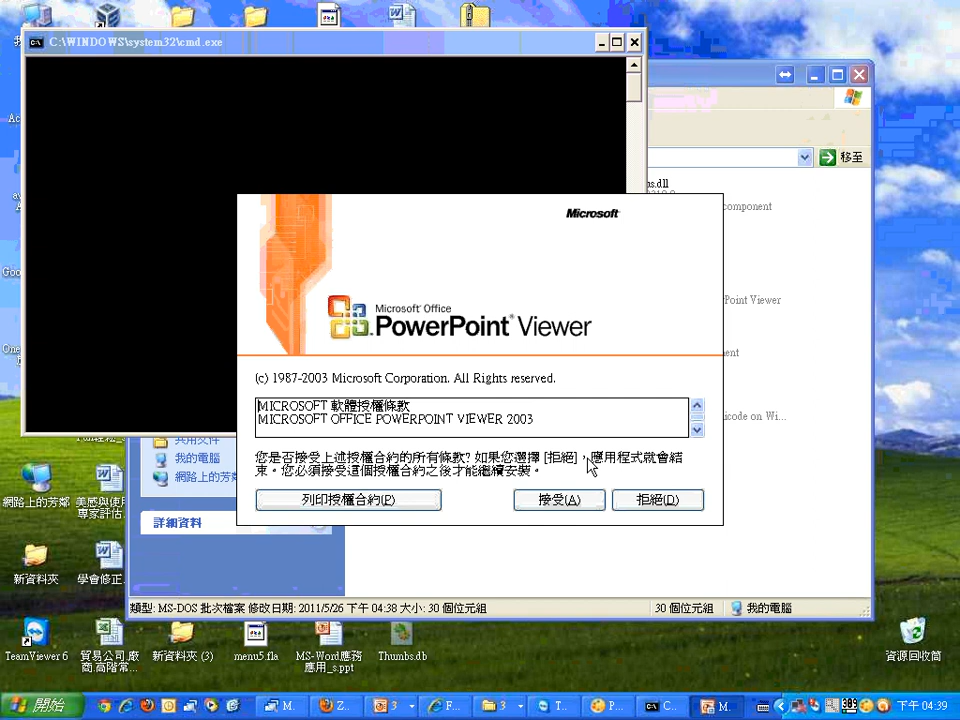 C:\WINDOWS\system32\cmd.exe
移至
component
Point Viewer
Microsoft
Microsoft Office
PowerPoint Viewer
(c) 1987-2003 Microsoft Corporation. All Rights reserved.
MICROSOFT 軟體授權條款
MICROSOFT OFFICE POWERPOINT VIEWER 2003
您是否接受上述授權合約的所有條款? 如果您選擇 [拒絕]，應用程式就會結
束。您必須接受這個授權合約之後才能繼續安裝。
列印授權合約(P)
接受(A)
拒絕(D)
icode on Wi...
共用文件
我的電腦
網路上的芳鄰
詳細資料
類型: MS-DOS 批次檔案 修改日期: 2011/5/26 下午 04:38 大小: 30 個位元組
30 個位元組
我的電腦
網路上的芳鄰
美感與使
專家評估
新資料夾
學會修正
TeamViewer 6
貿易公司.廠
商.高階常...
新資料夾 (3)
menu5.fla
MS-Word應務
應用_s.ppt
Thumbs.db
資源回收筒
開始
M.
Z.
3
F...
3
T...
P...
C...
M.
下午 04:39